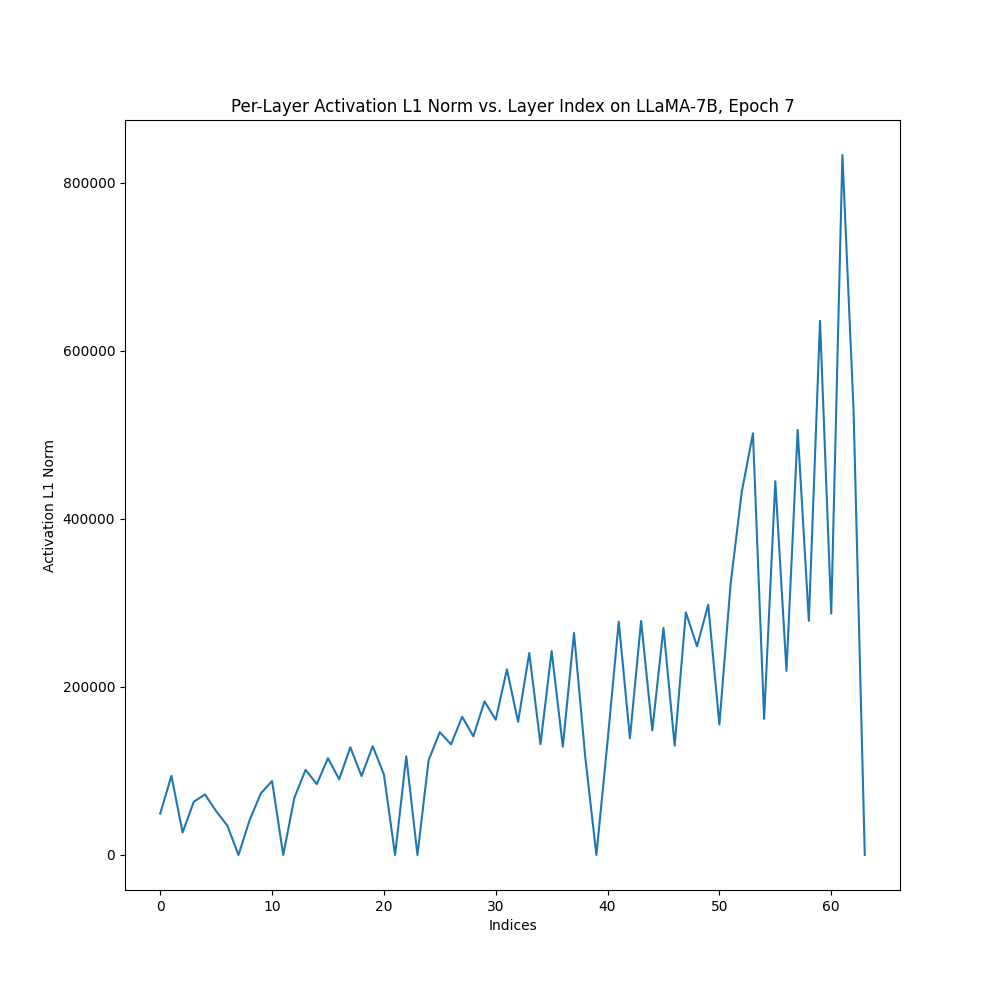 Per-Layer Activation L1 Norm vs. Layer Index on LLaMA-7B, Epoch 7
800000
600000
400000
200000
0
Activation L1 Norm
0 10 20 30 40 50 60
Indices